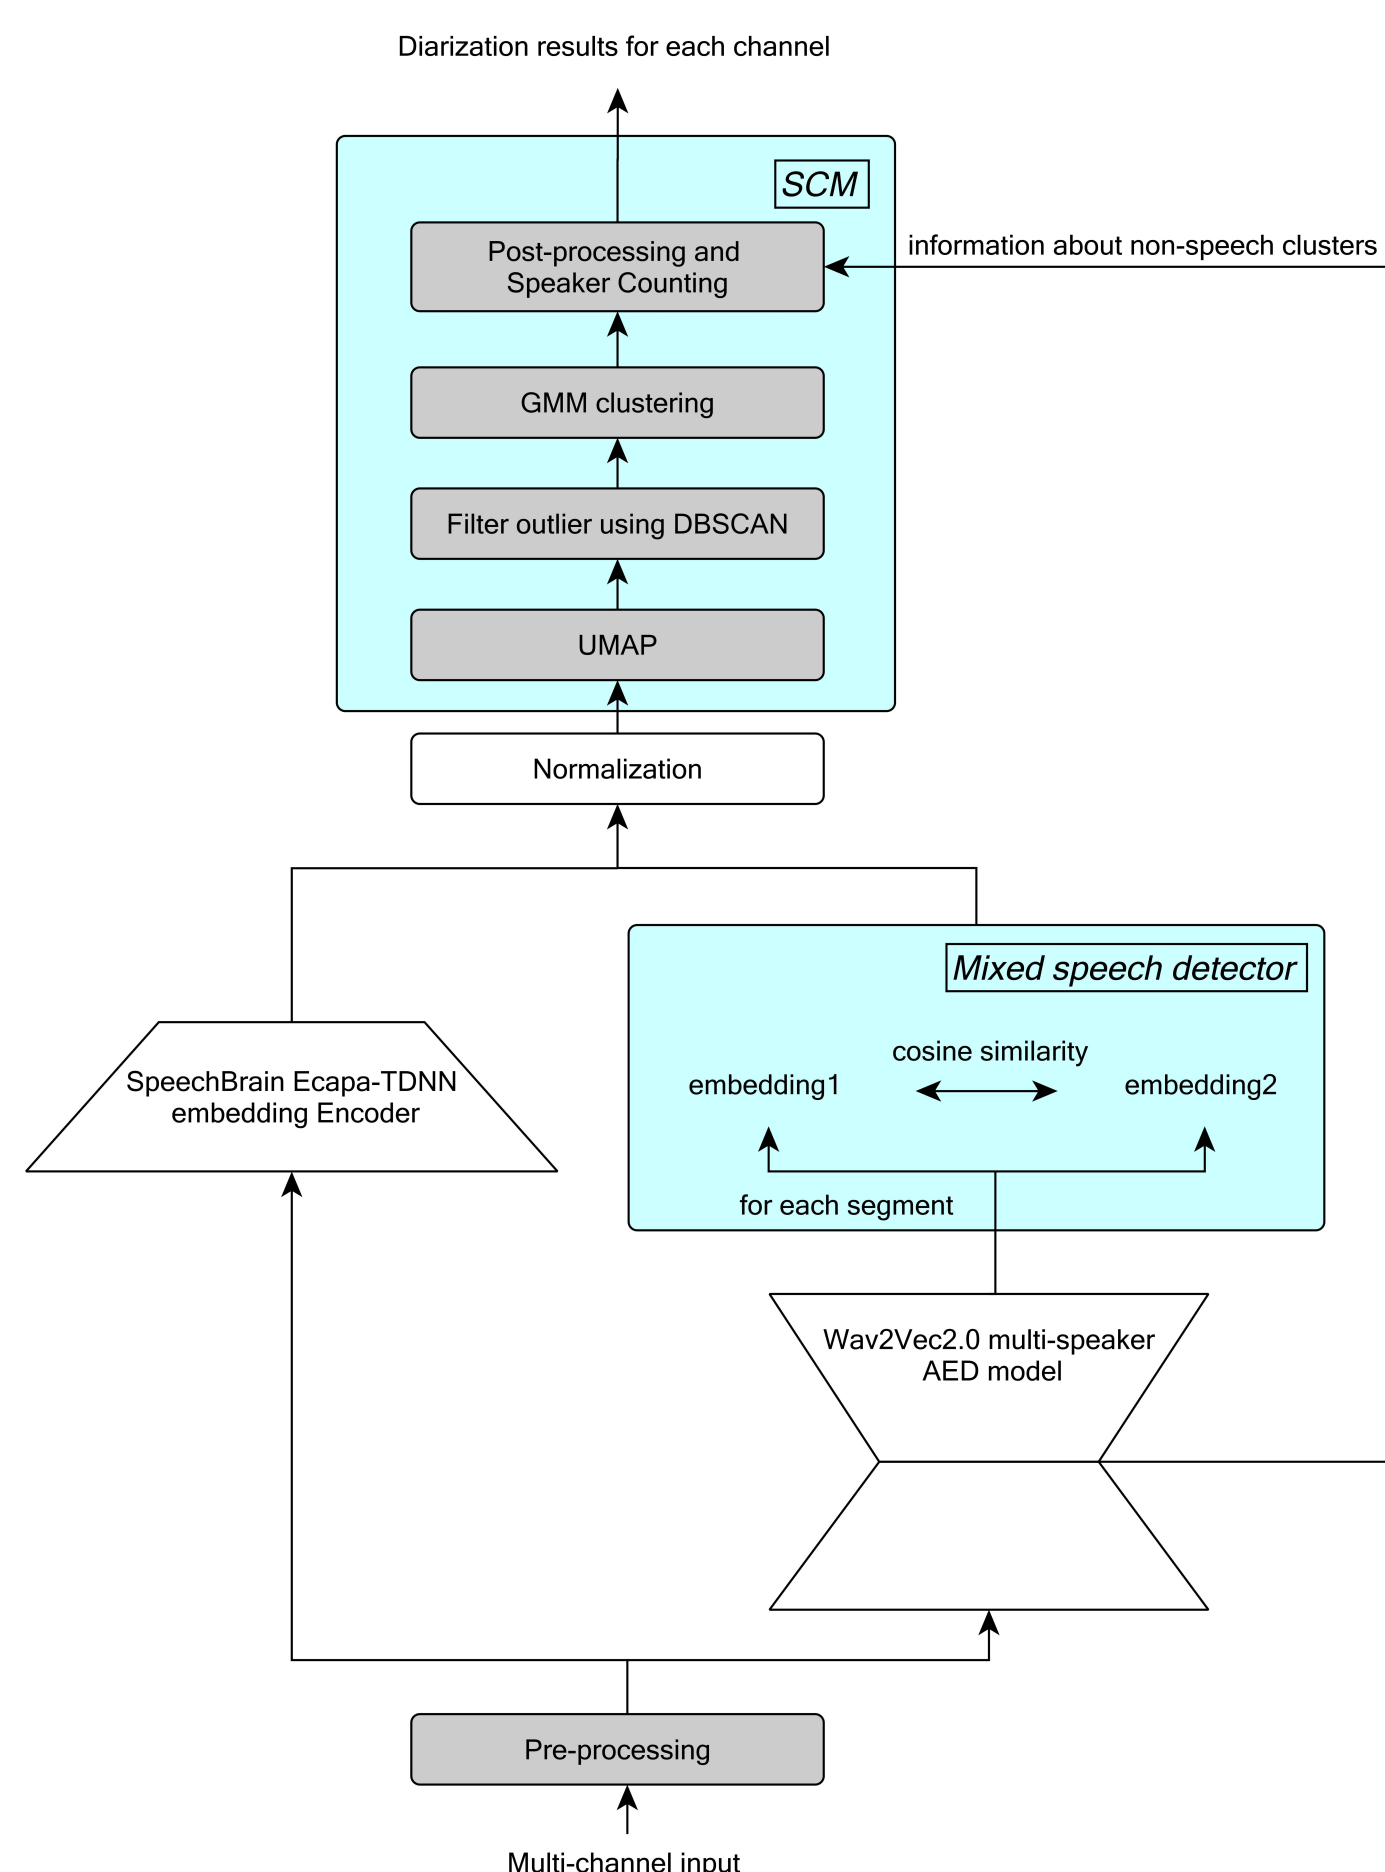 Diarization results for each channel
SCM
Post-processing and
Speaker Counting
information about non-speech clusters
GMM clustering
Filter outlier using DBSCAN
UMAP
Normalization
Mixed speech detector
cosine similarity
embedding1
embedding2
SpeechBrain Ecapa-TDNN
embedding Encoder
for each segment
Wav2Vec2.0 multi-speaker
AED model
Pre-processing
Multi-channel input